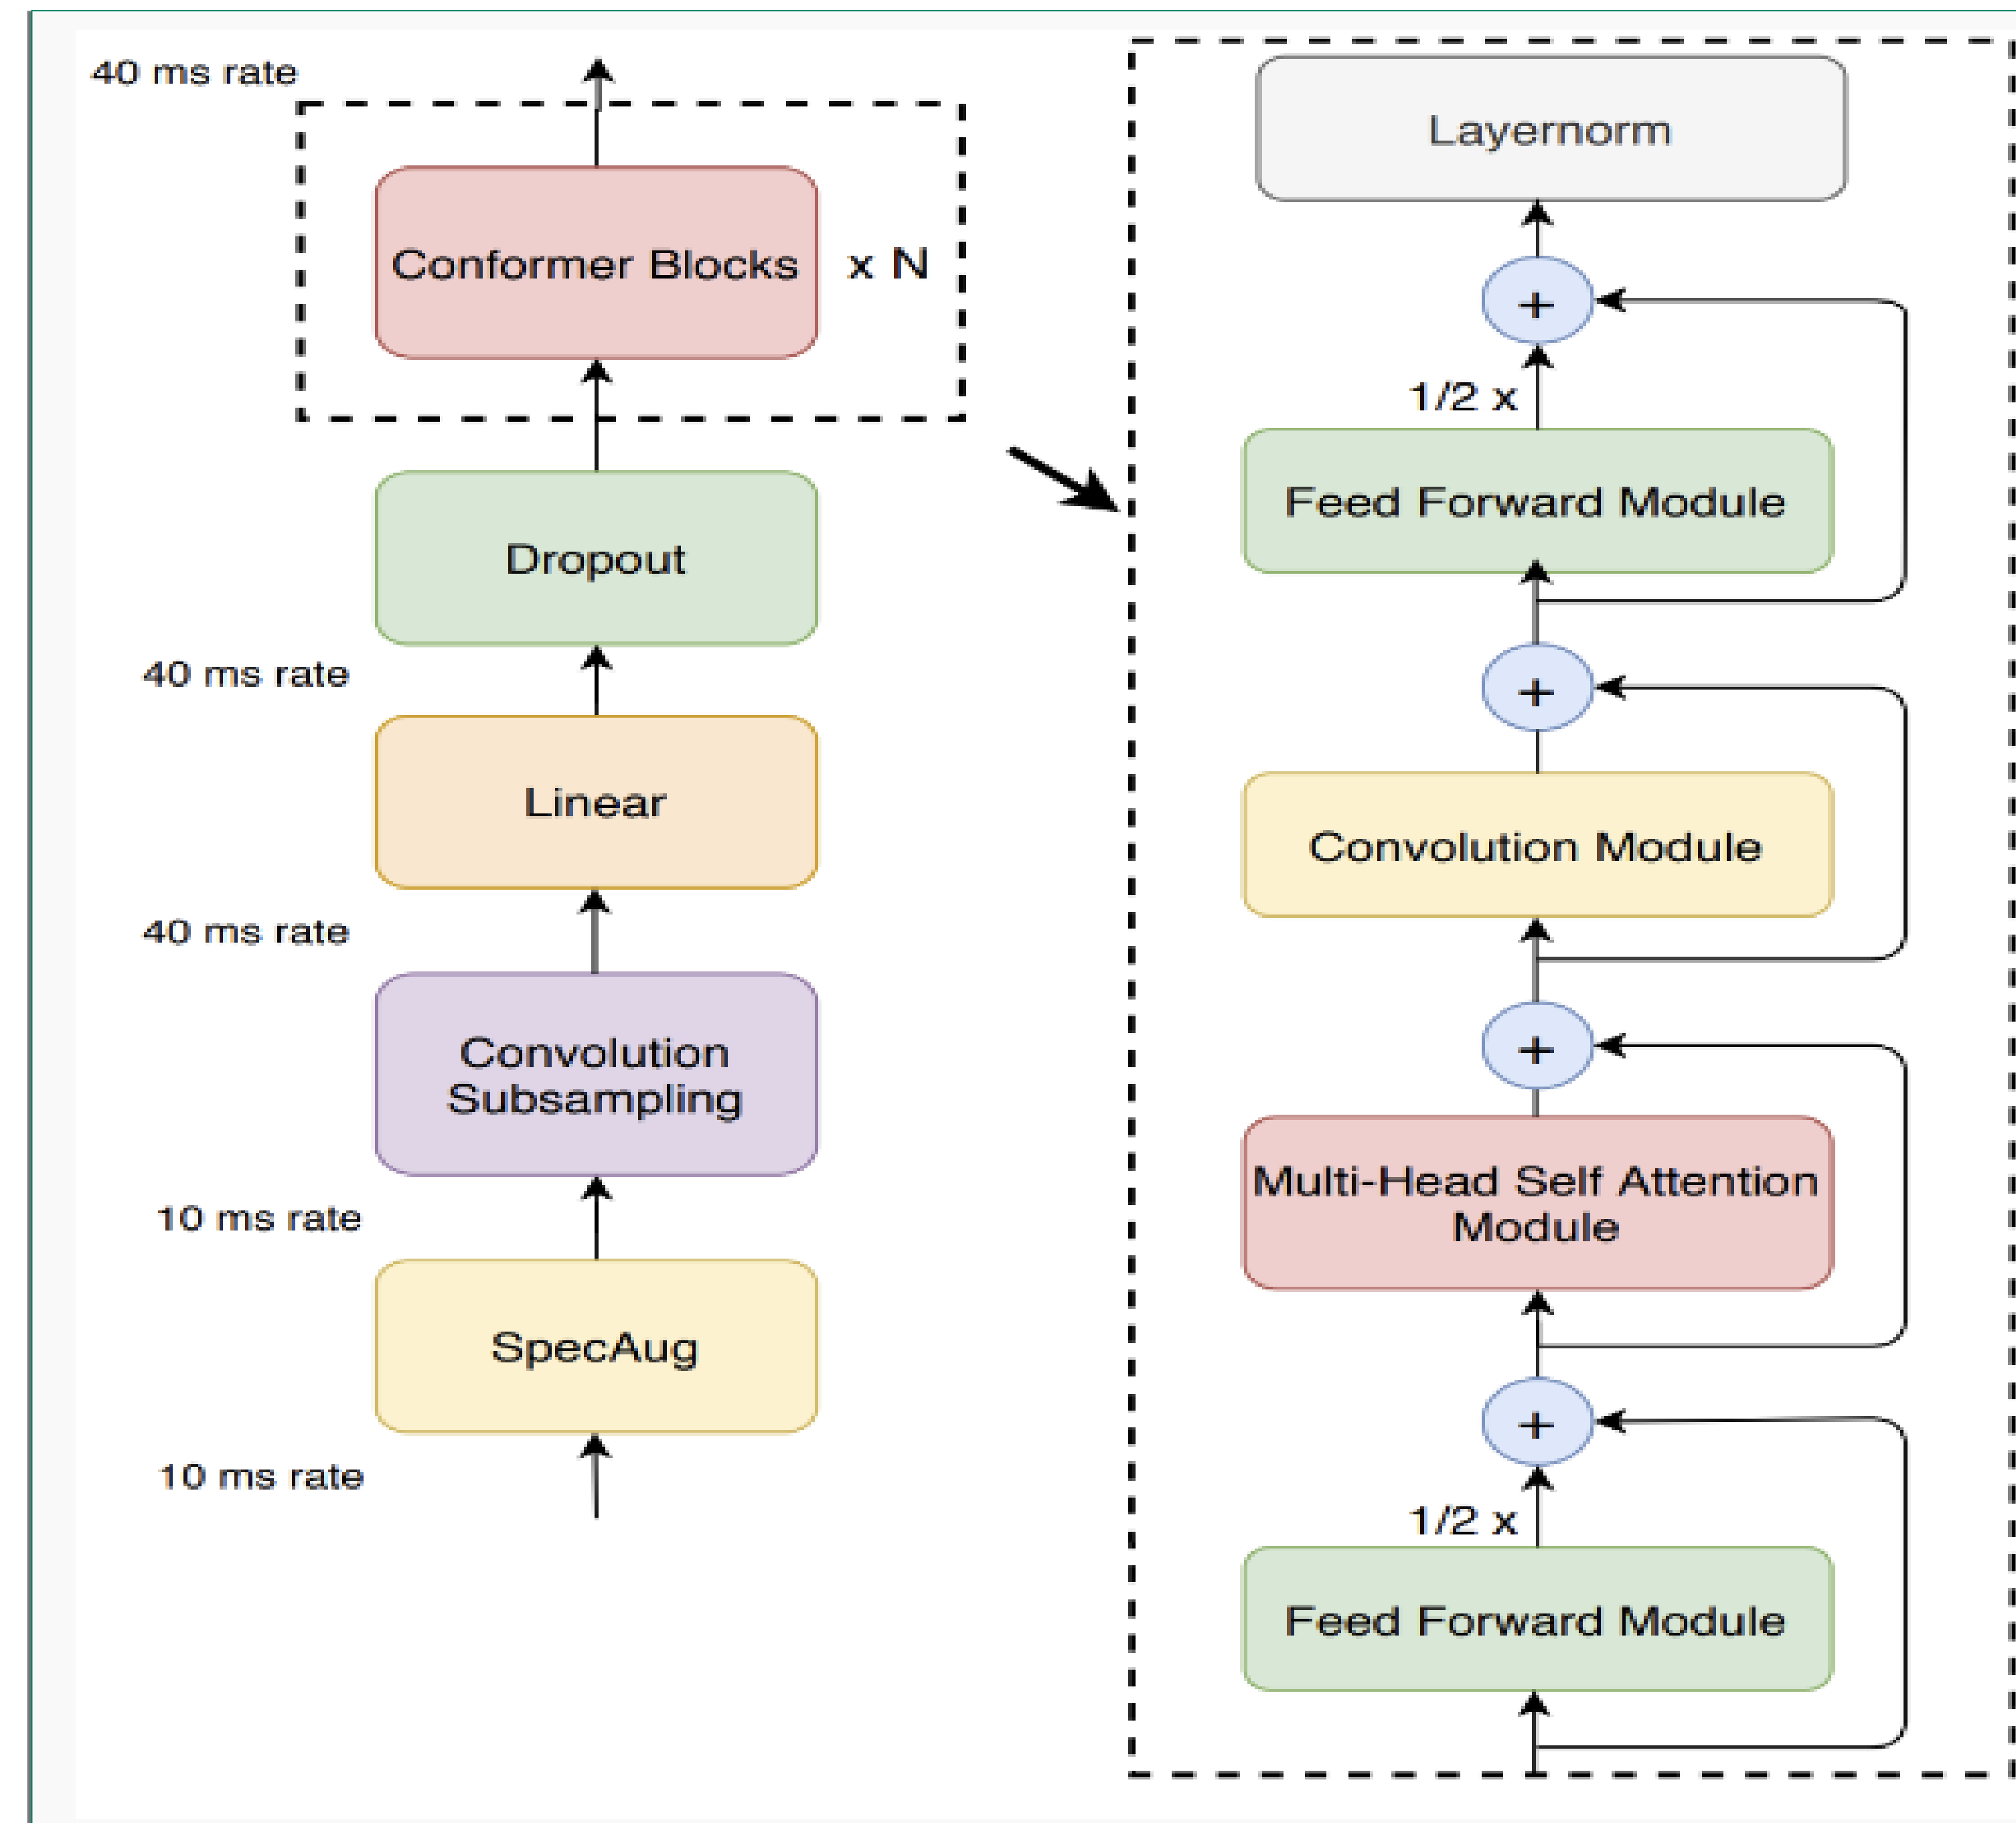 40 ms rate
Conformer Blocks
x N
Dropout
40 ms rate
Linear
40 ms rate
Convolution
Subsampling
10 ms rate
SpecAug
10 ms rate
Layernorm
+
1/2 x
Feed Forward Module
+
Convolution Module
+
Multi-Head Self Attention
Module
+
1/2 x
Feed Forward Module